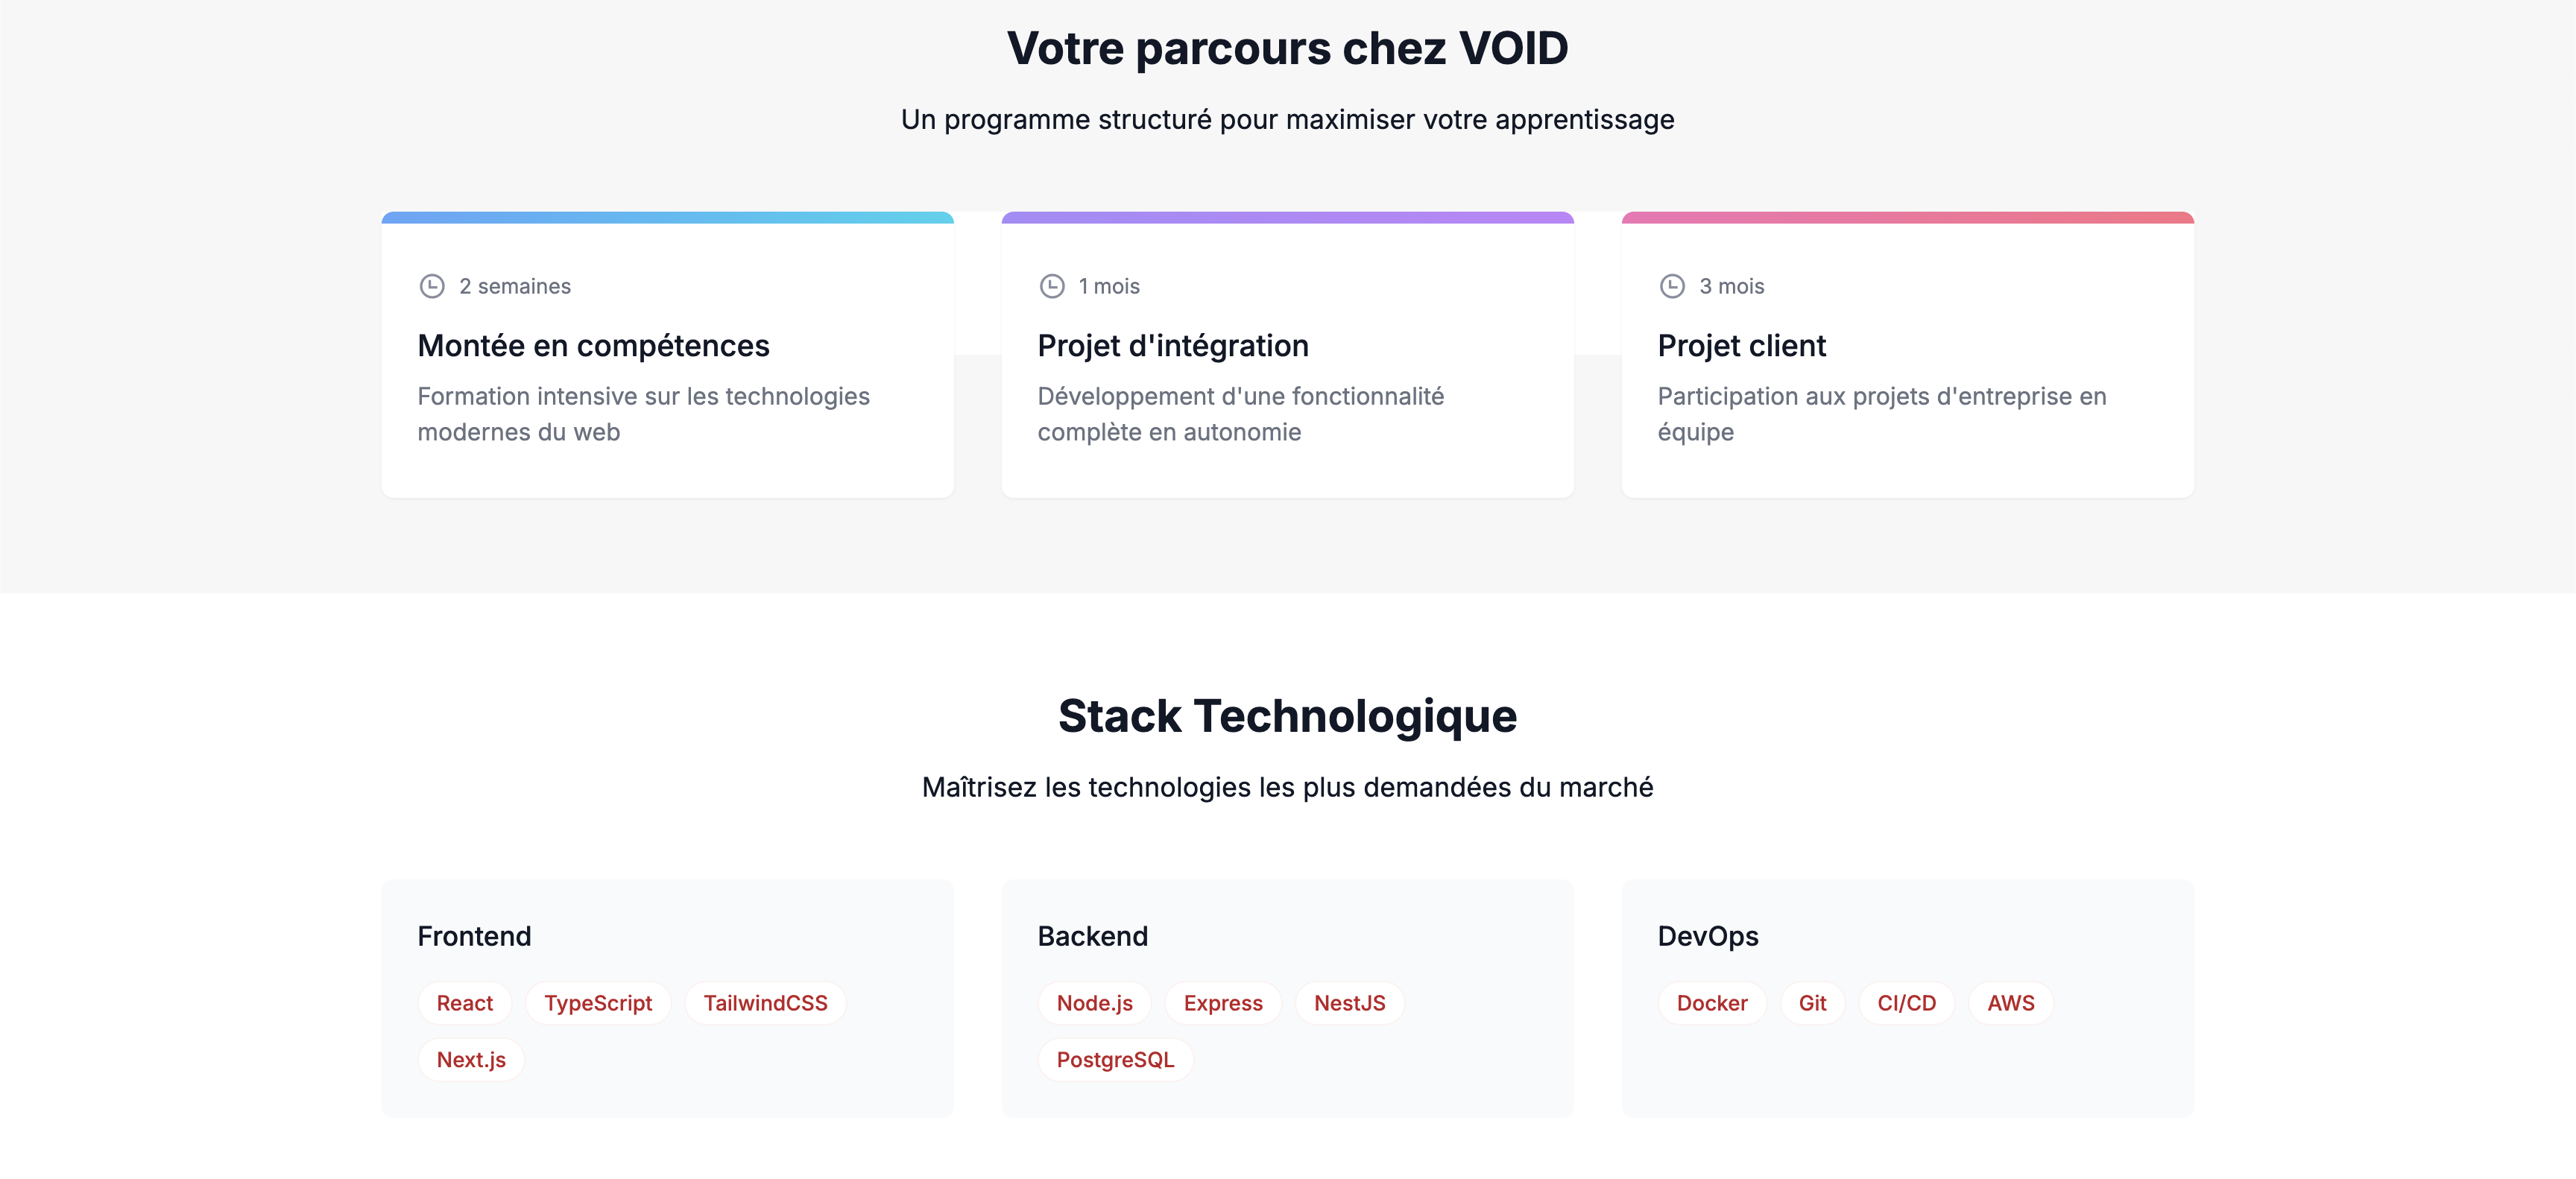 Votre parcours chez VOID
Un programme structuré pour maximiser votre apprentissage
2 semaines
Montée en compétences
Formation intensive sur les technologies
modernes du web
1 mois
Projet d'intégration
Développement d'une fonctionnalité
complète en autonomie
3 mois
Projet client
Participation aux projets d'entreprise en
équipe
Stack Technologique
Maîtrisez les technologies les plus demandées du marché
Frontend
React TypeScript TailwindCSS
Next.js
Backend
Node.js Express NestJS
PostgreSQL
DevOps
Docker Git CI/CD AWS